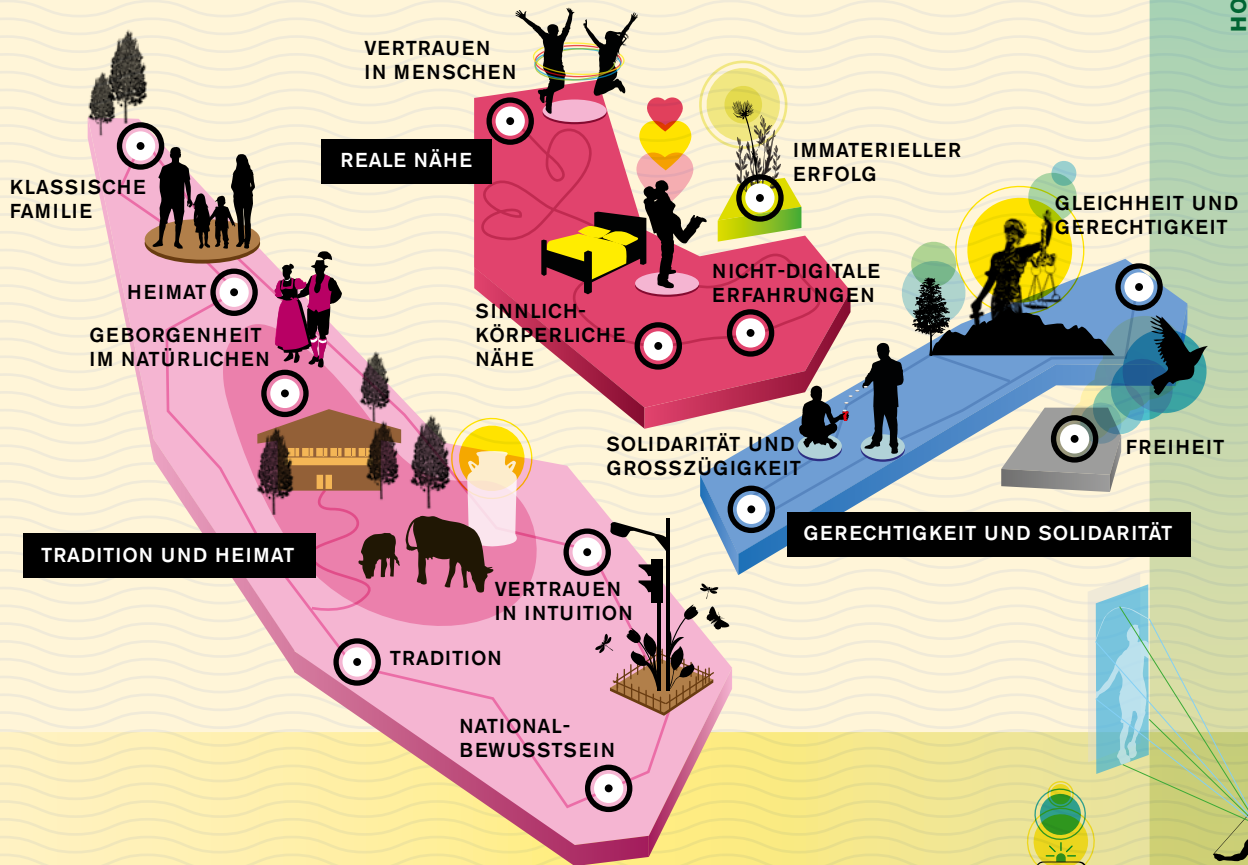 HO
VERTRAUEN
IN MENSCHEN
REALE NÄHE
IMMATERIELLER
ERFOLG
KLASSISCHE
FAMILIE
GLEICHHEIT UND
GERECHTIGKEIT
HEIMAT
NICHT-DIGITALE
ERFAHRUNGEN
SINNLICH-
KÖRPERLICHE
NÄHE
GEBORGENHEIT
IM NATÜRLICHEN
SOLIDARITÄT UND
GROSSZÜGIGKEIT
FREIHEIT
GERECHTIGKEIT UND SOLIDARITÄT
TRADITION UND HEIMAT
VERTRAUEN
IN INTUITION
TRADITION
NATIONAL-
BEWUSSTSEIN